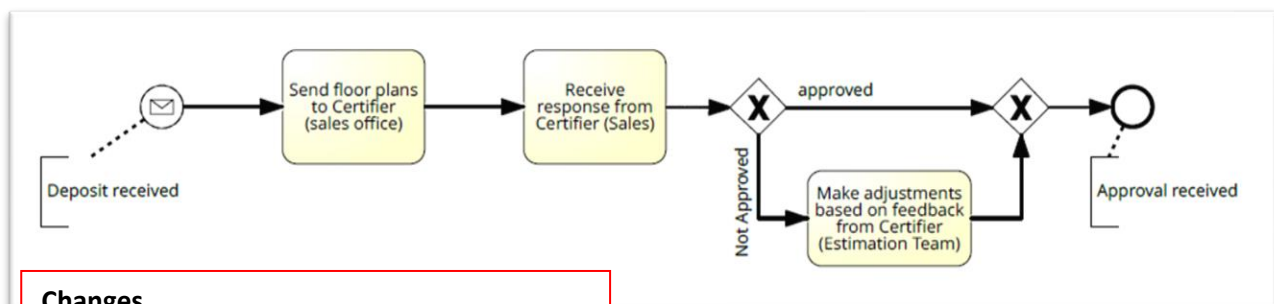 Send floor plans
to Certifier
(sales office)
Receive
response from
Certifier (Sales)
X
approved
X
Deposit received
Not Approved
Make adjustments
based on feedback
from Certifier
(Estimation Team)
Approval received
Changes